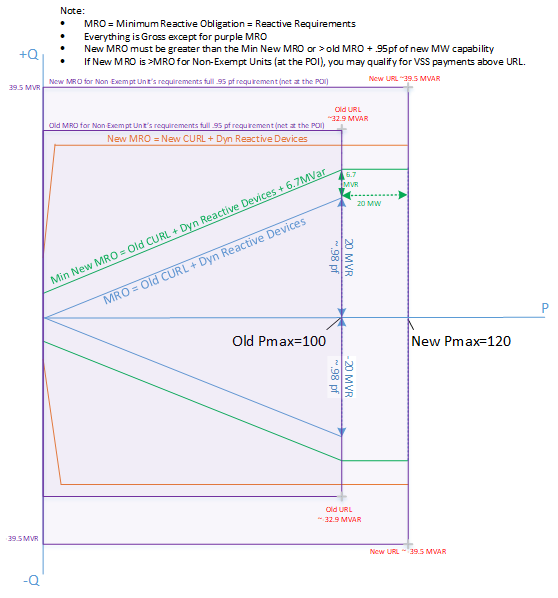 Note:
• MRO = Minimum Reactive Obligation = Reactive Requirements
• Everything is Gross except for purple MRO
• New MRO must be greater than the Min New MRO or > old MRO + .95pf of new MW capability
• If New MRO is >MRO for Non-Exempt Units (at the POI), you may qualify for VSS payments above URL.
+Q
New MRO for Non-Exempt Unit's requirements full .95 pf requirement (net at the POI)
New URL ~39.5 MVAR
39.5 MVR
Old URL
~32.9 MVAR
Old MRO for Non-Exempt Unit's requirements full .95 pf requirement (net at the POI)
New MRO = New CURL + Dyn Reactive Devices
6.7
MVR
Min New MRO = Old CURL + Dyn Reactive Devices + 6.7MVar
20 MW
MRO = Old CURL + Dyn Reactive Devices
20 MVR
~.98 pf
P
Old Pmax=100
New Pmax=120
-20 MVR
~.98 pf
Old URL
~ 32.9 MVAR
39.5 MVR
New URL ~ 39.5 MVAR
-Q